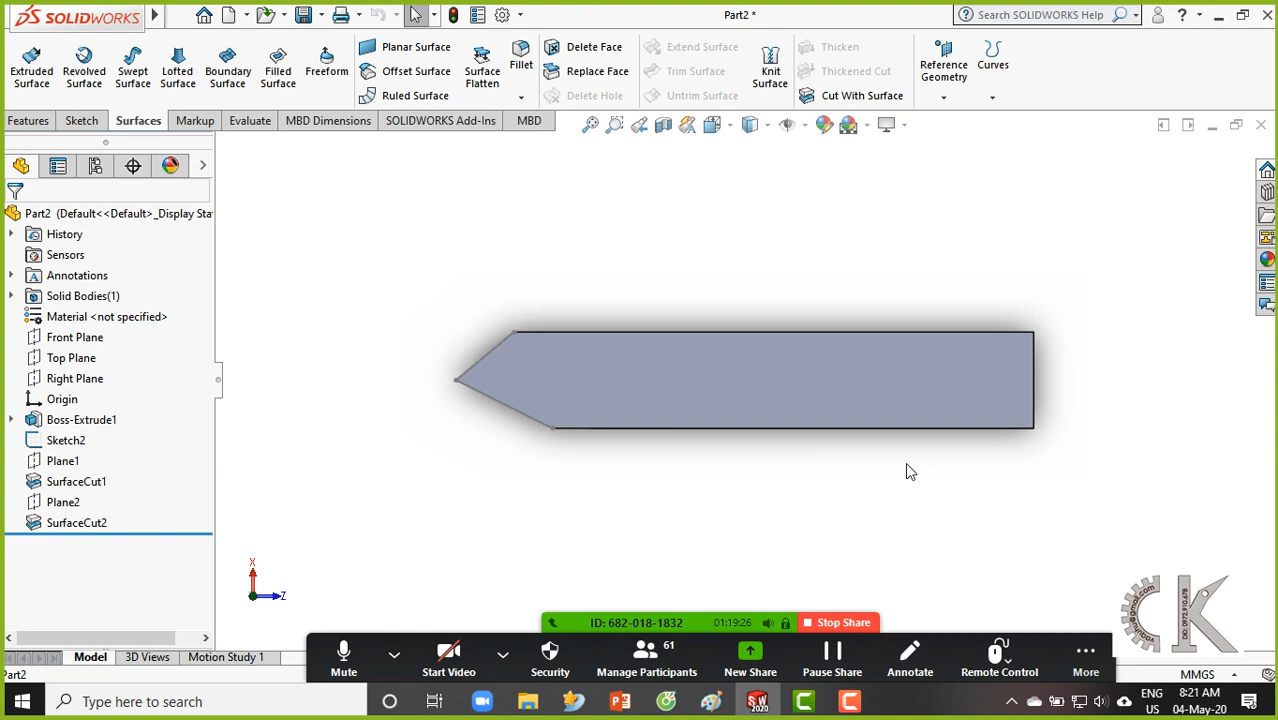 SOLIDWORKS
Part2 *
Search SOLIDWORKS Help
Extruded Surface
Revolved Surface
Swept Surface
Lofted Surface
Boundary Surface
Filled Surface
Freeform
Planar Surface
Offset Surface
Ruled Surface
Surface Flatten
Fillet
Delete Face
Replace Face
Delete Hole
Extend Surface
Trim Surface
Untrim Surface
Knit Surface
Thicken
Thickened Cut
Cut With Surface
Reference Geometry
Curves
Features
Sketch
Surfaces
Markup
Evaluate
MBD Dimensions
SOLIDWORKS Add-Ins
MBD
Part2 (Default<<Default>_Display Sta
History
Sensors
Annotations
Solid Bodies(1)
Material <not specified>
Front Plane
Top Plane
Right Plane
Origin
Boss-Extrude1
Sketch2
Plane1
SurfaceCut1
Plane2
SurfaceCut2
X
Z
ID: 682-018-1832
01:19:26
Stop Share
Model
3D Views
Motion Study 1
Mute
Start Video
Security
61
Manage Participants
New Share
Pause Share
Annotate
Remote Control
More
Part2
MMGS
Type here to search
SW
2020
ENG
US
8:21 AM
04-May-20